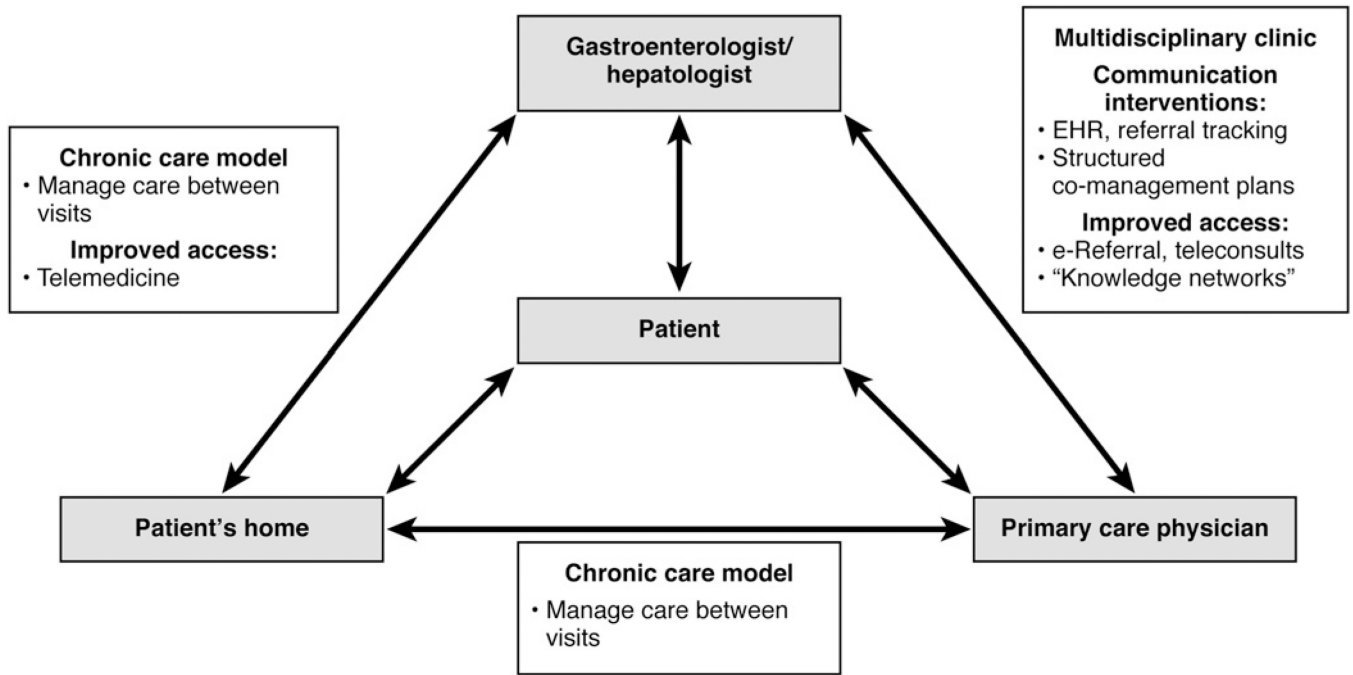 Gastroenterologist/
hepatologist
Multidisciplinary clinic
Communication
interventions:
• EHR, referral tracking
• Structured
co-management plans
Improved access:
• e-Referral, teleconsults
• “Knowledge networks”
Chronic care model
• Manage care between
visits
Improved access:
• Telemedicine
Patient
Patient’s home
Primary care physician
Chronic care model
• Manage care between
visits